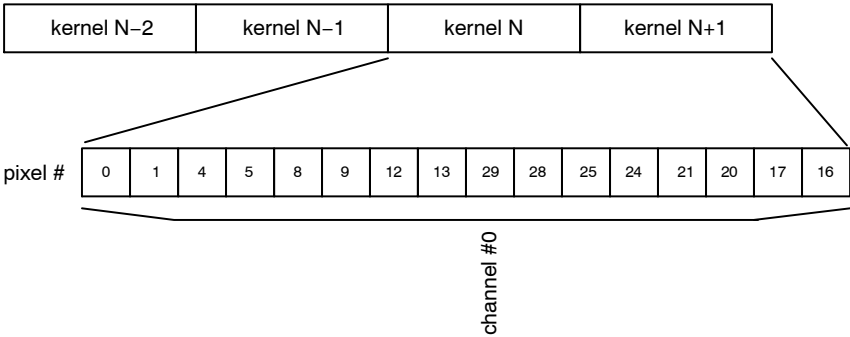 kernel N−2 kernel N−1 kernel N kernel N+1
pixel # 0 1 4 5 8 9 12 13 29 28 25 24 21 20 17 16
channel #0